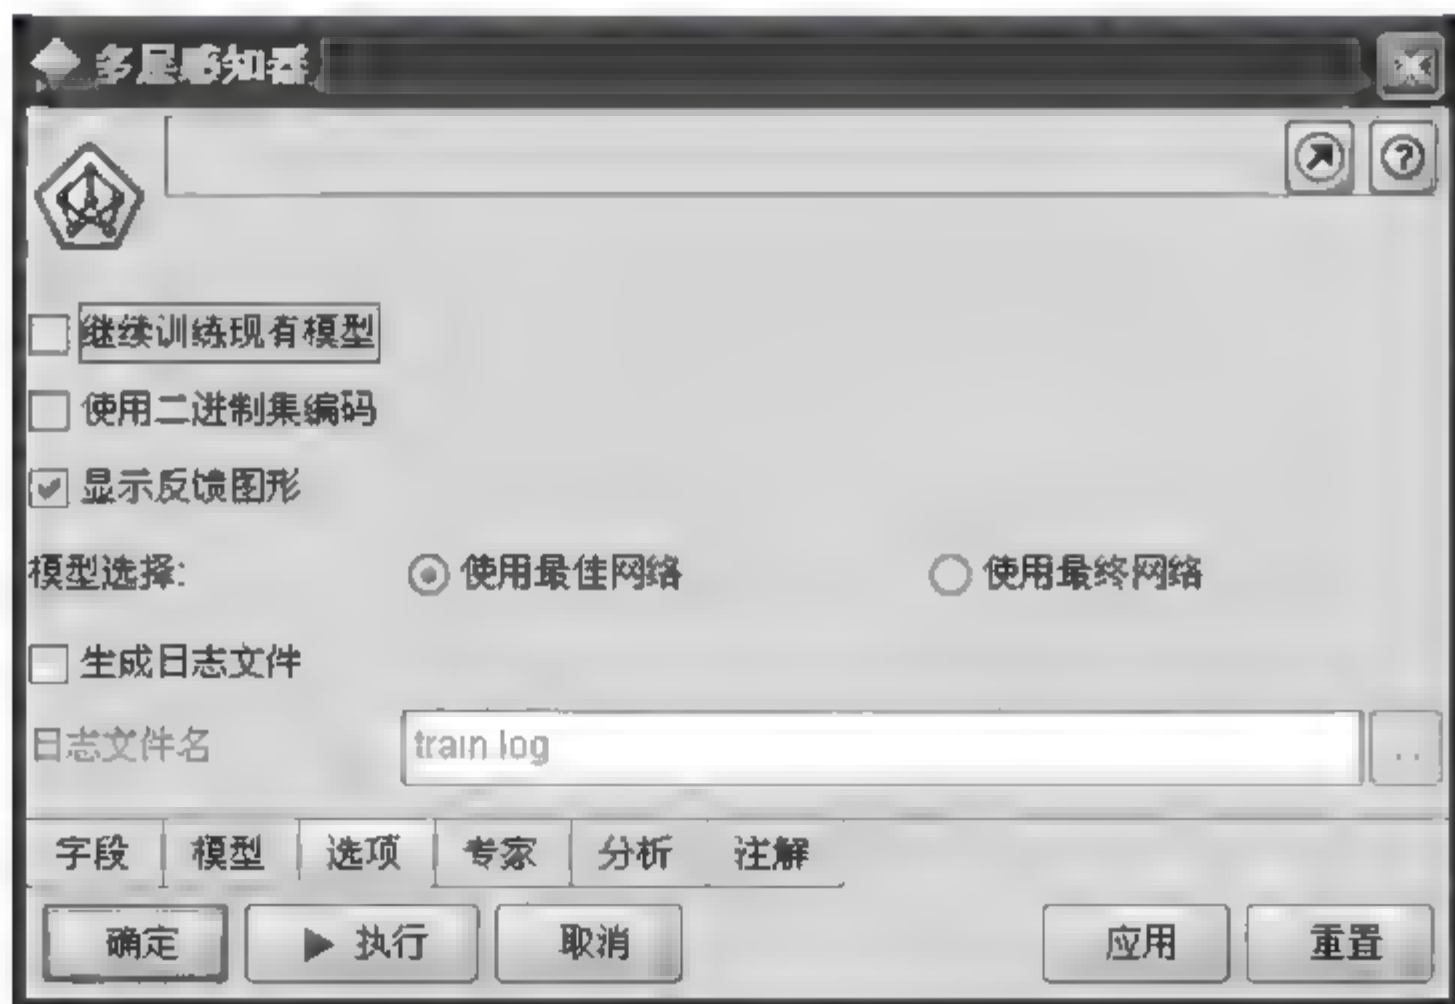 多层感知器
继续训练现有模型
使用二进制集编码
显示反馈图形
模型选择: 使用最佳网络 使用最终网络
生成日志文件
日志文件名 train log
字段 模型 选项 专家 分析 注解
确定 执行 取消 应用 重置